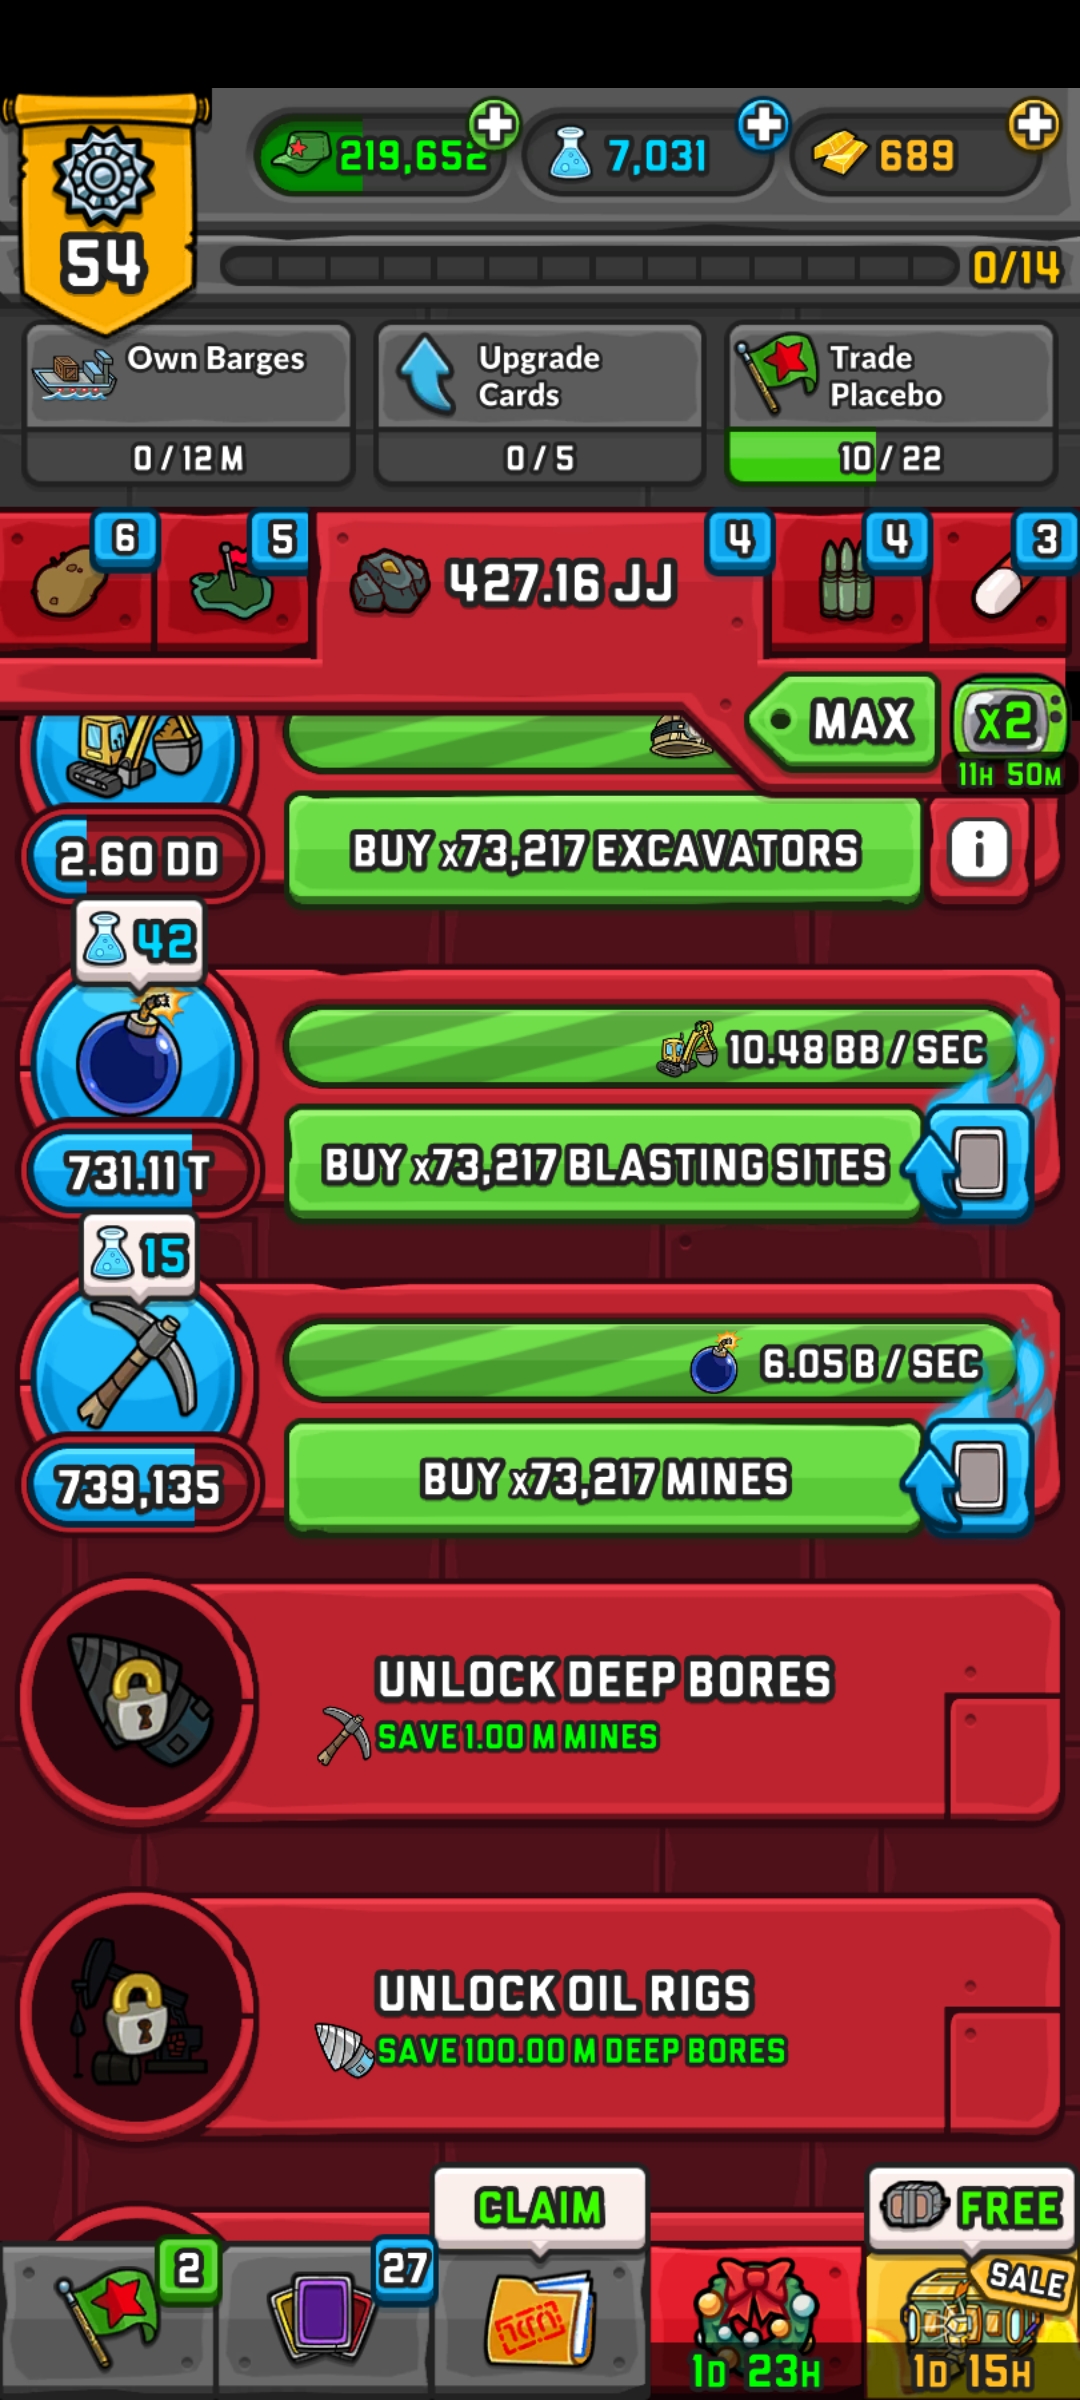 219,652
7,031
689
54
0/14
Own Barges
0 / 12 M
Upgrade
Cards
0 / 5
Trade
Placebo
10 / 22
6
5
427.16 JJ
4
4
3
MAX
x2
11H 50M
2.60 DD
BUY x73,217 EXCAVATORS
i
42
10.48 BB / SEC
731.11 T
BUY x73,217 BLASTING SITES
15
6.05 B / SEC
739,135
BUY x73,217 MINES
UNLOCK DEEP BORES
SAVE 1.00 M MINES
UNLOCK OIL RIGS
SAVE 100.00 M DEEP BORES
CLAIM
FREE
2
27
SALE
1D 23H
1D 15H